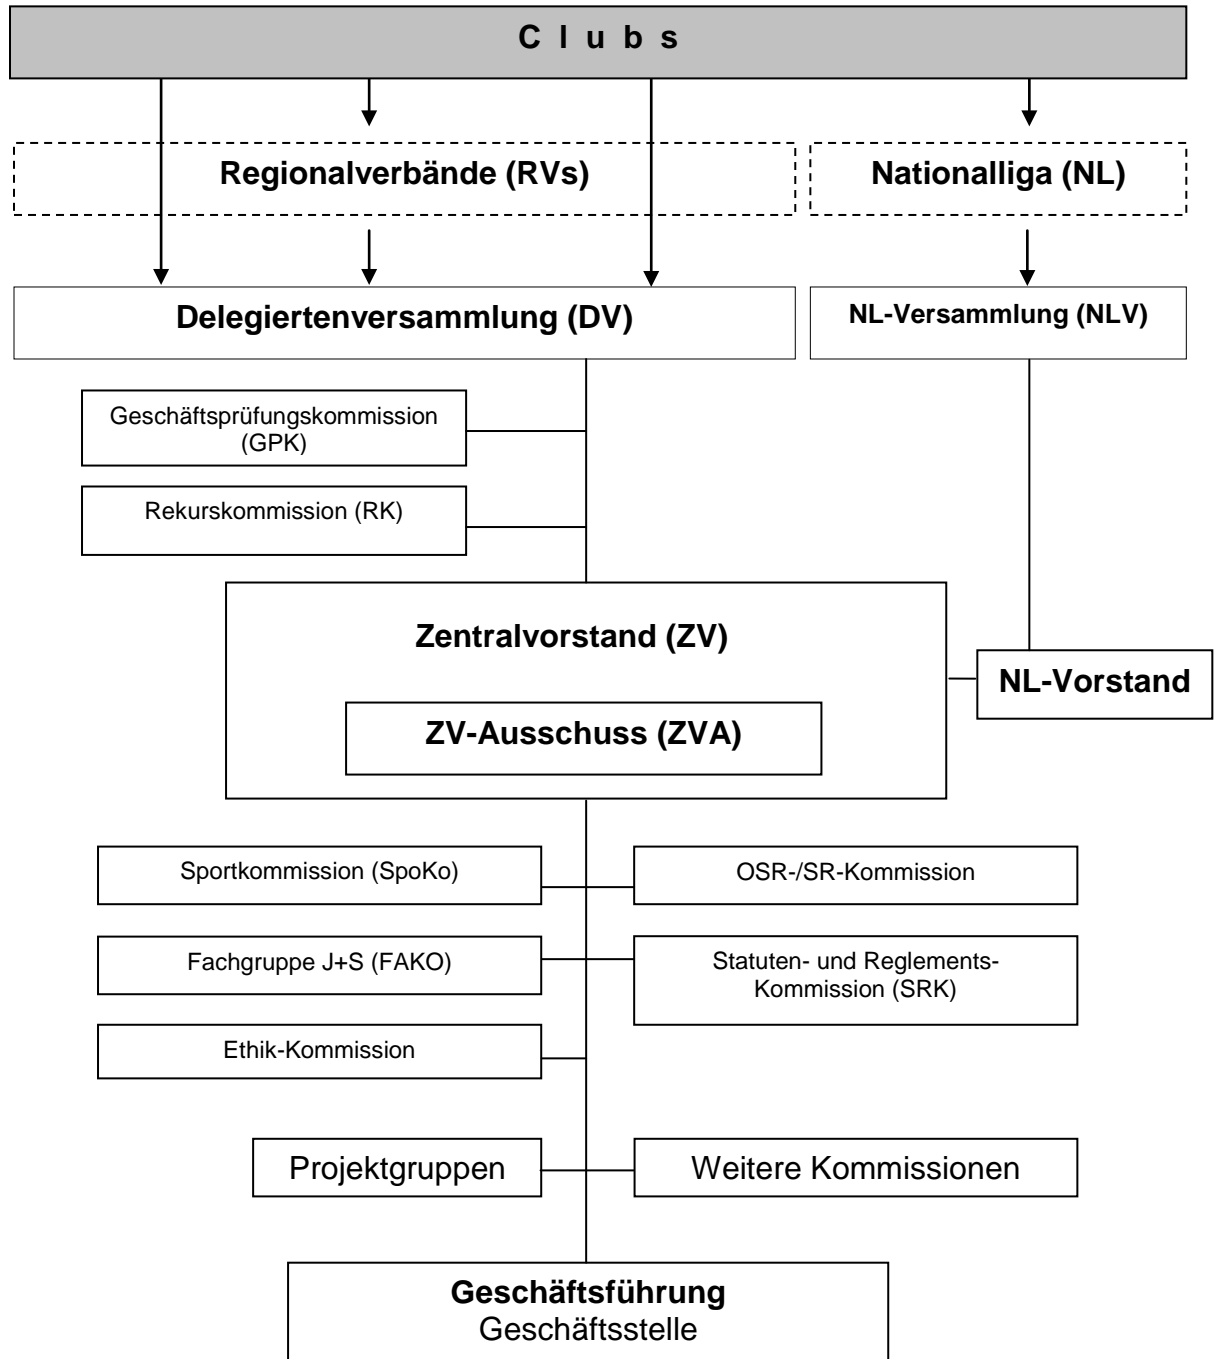 C l u b s
Regionalverbände (RVs)
Nationalliga (NL)
Delegiertenversammlung (DV)
NL-Versammlung (NLV)
Geschäftsprüfungskommission
(GPK)
Rekurskommission (RK)
Zentralvorstand (ZV)
NL-Vorstand
ZV-Ausschuss (ZVA)
Sportkommission (SpoKo)
OSR-/SR-Kommission
Fachgruppe J+S (FAKO)
Statuten- und Reglements-
Kommission (SRK)
Ethik-Kommission
Projektgruppen
Weitere Kommissionen
Geschäftsführung
Geschäftsstelle